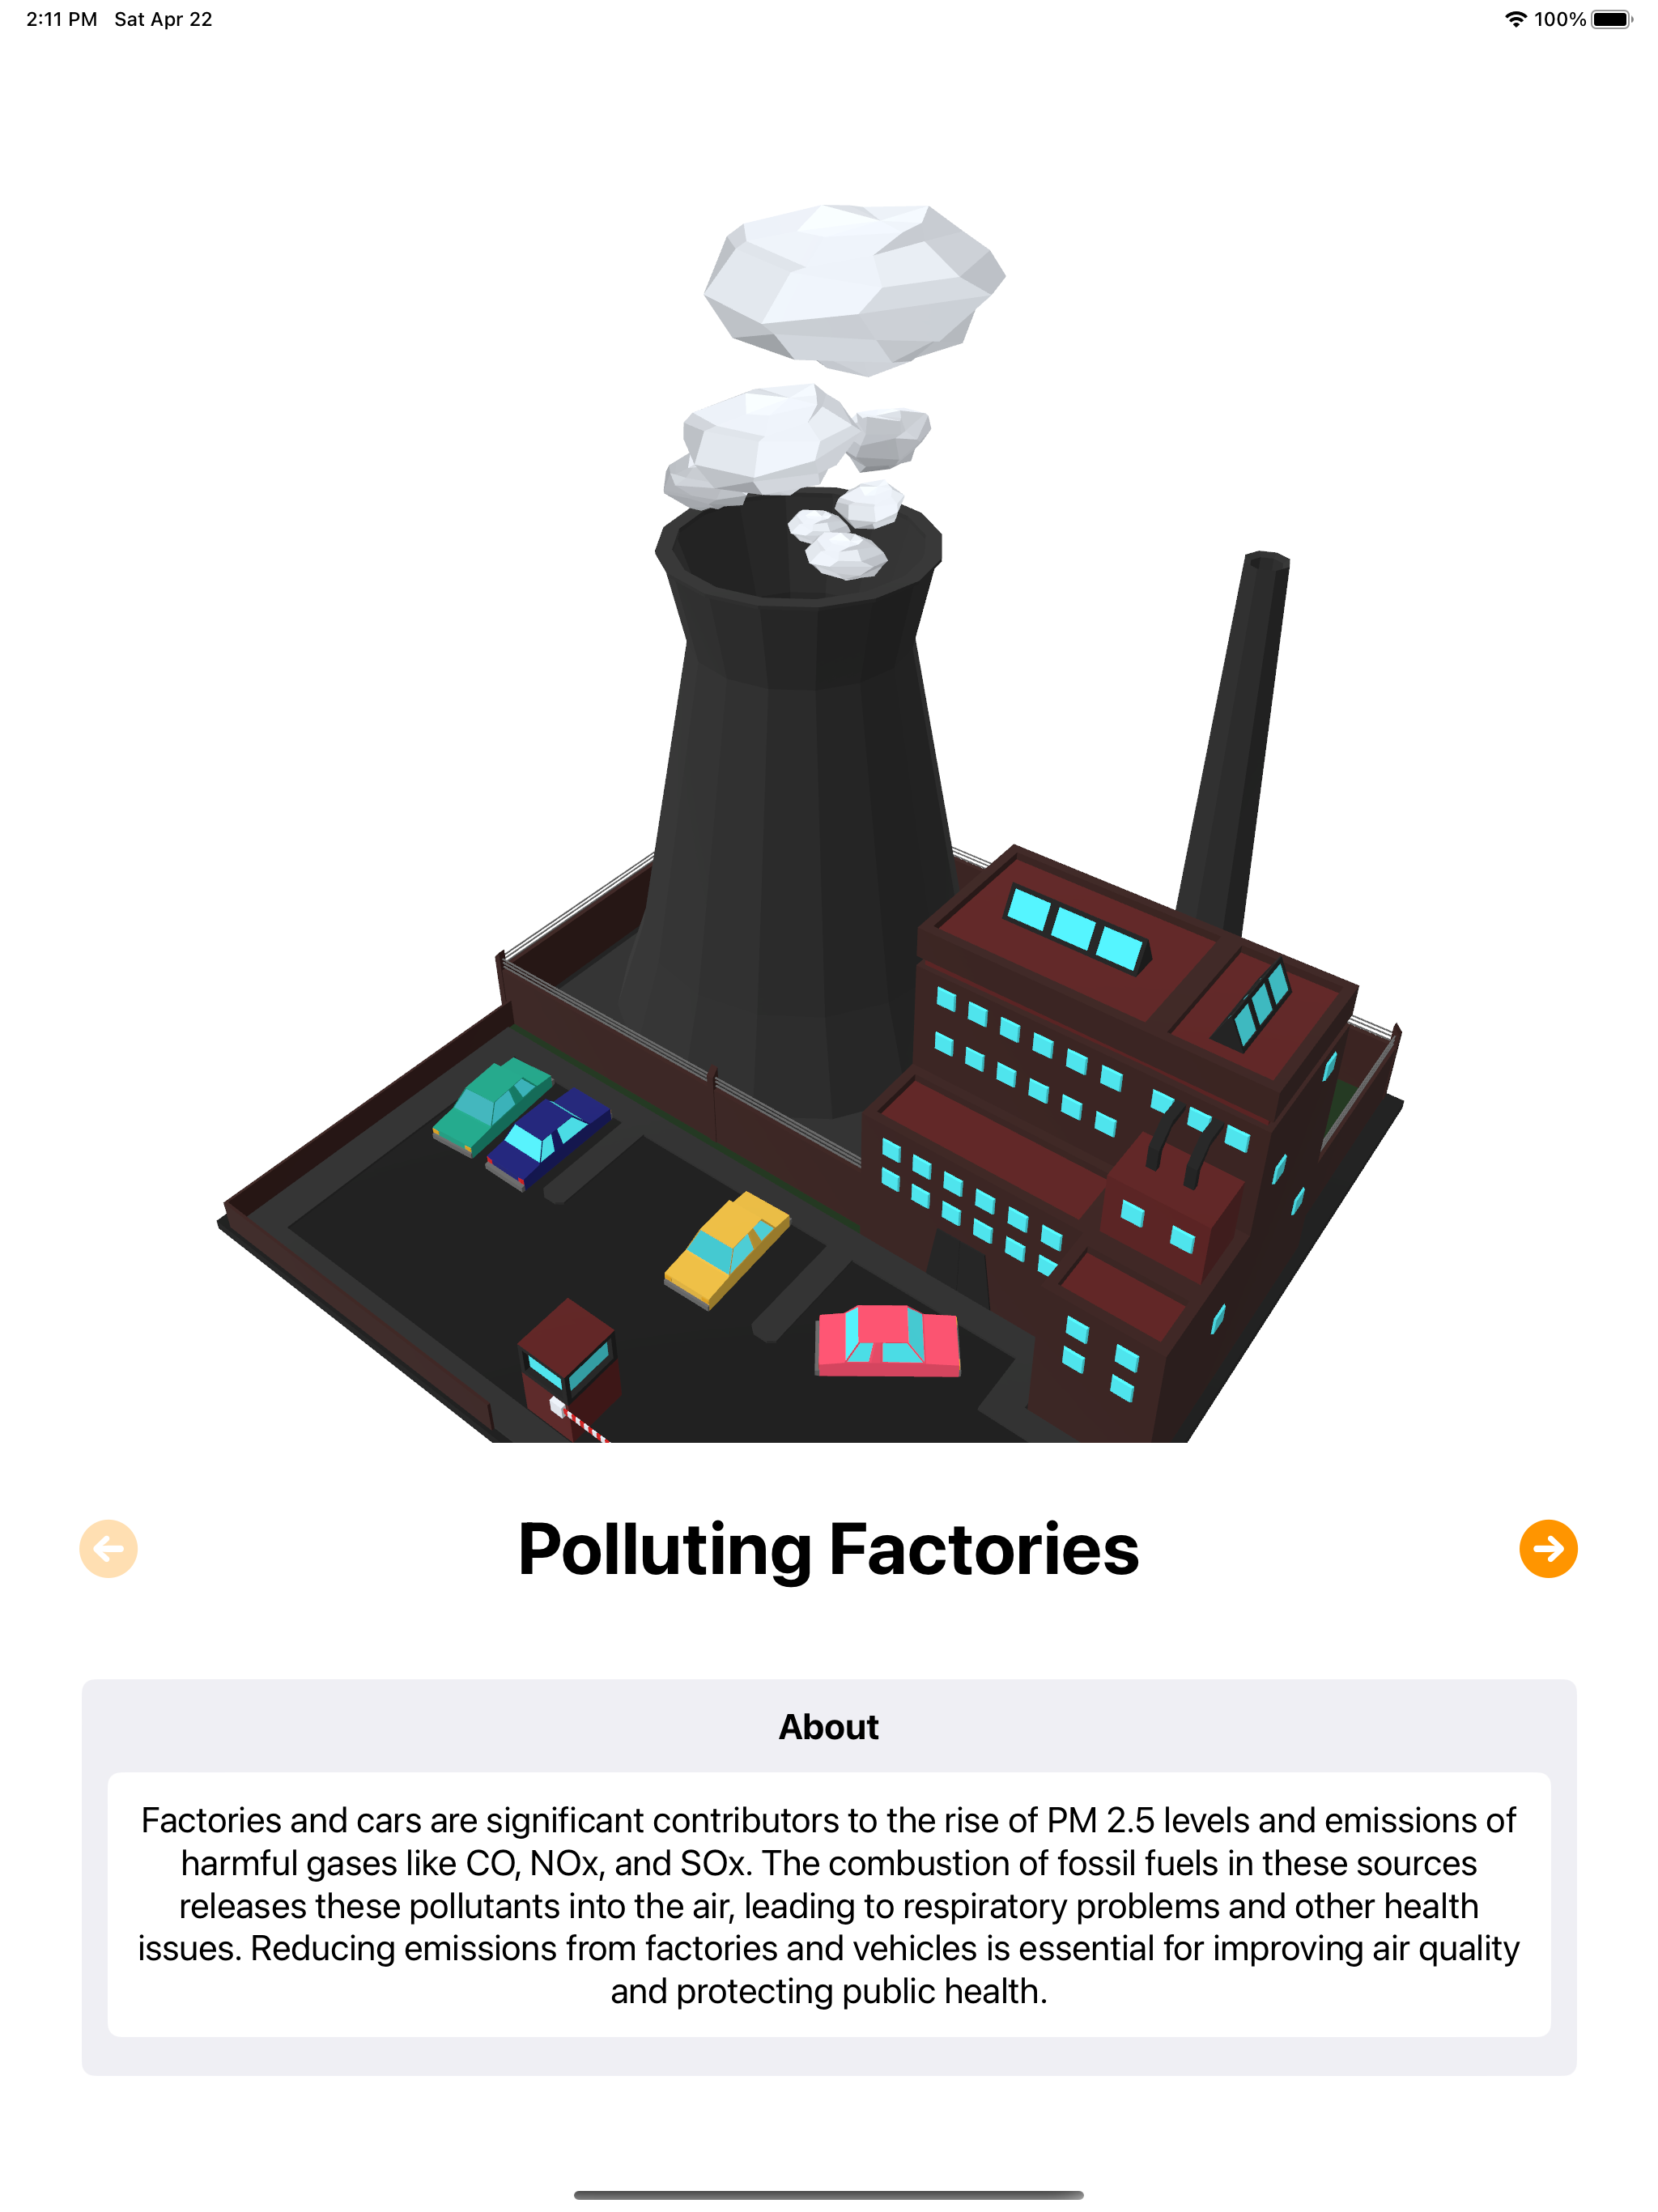 2:11 PM Sat Apr 22
100%
Polluting Factories
About
Factories and cars are significant contributors to the rise of PM 2.5 levels and emissions of
harmful gases like CO, NOx, and SOx. The combustion of fossil fuels in these sources
releases these pollutants into the air, leading to respiratory problems and other health
issues. Reducing emissions from factories and vehicles is essential for improving air quality
and protecting public health.